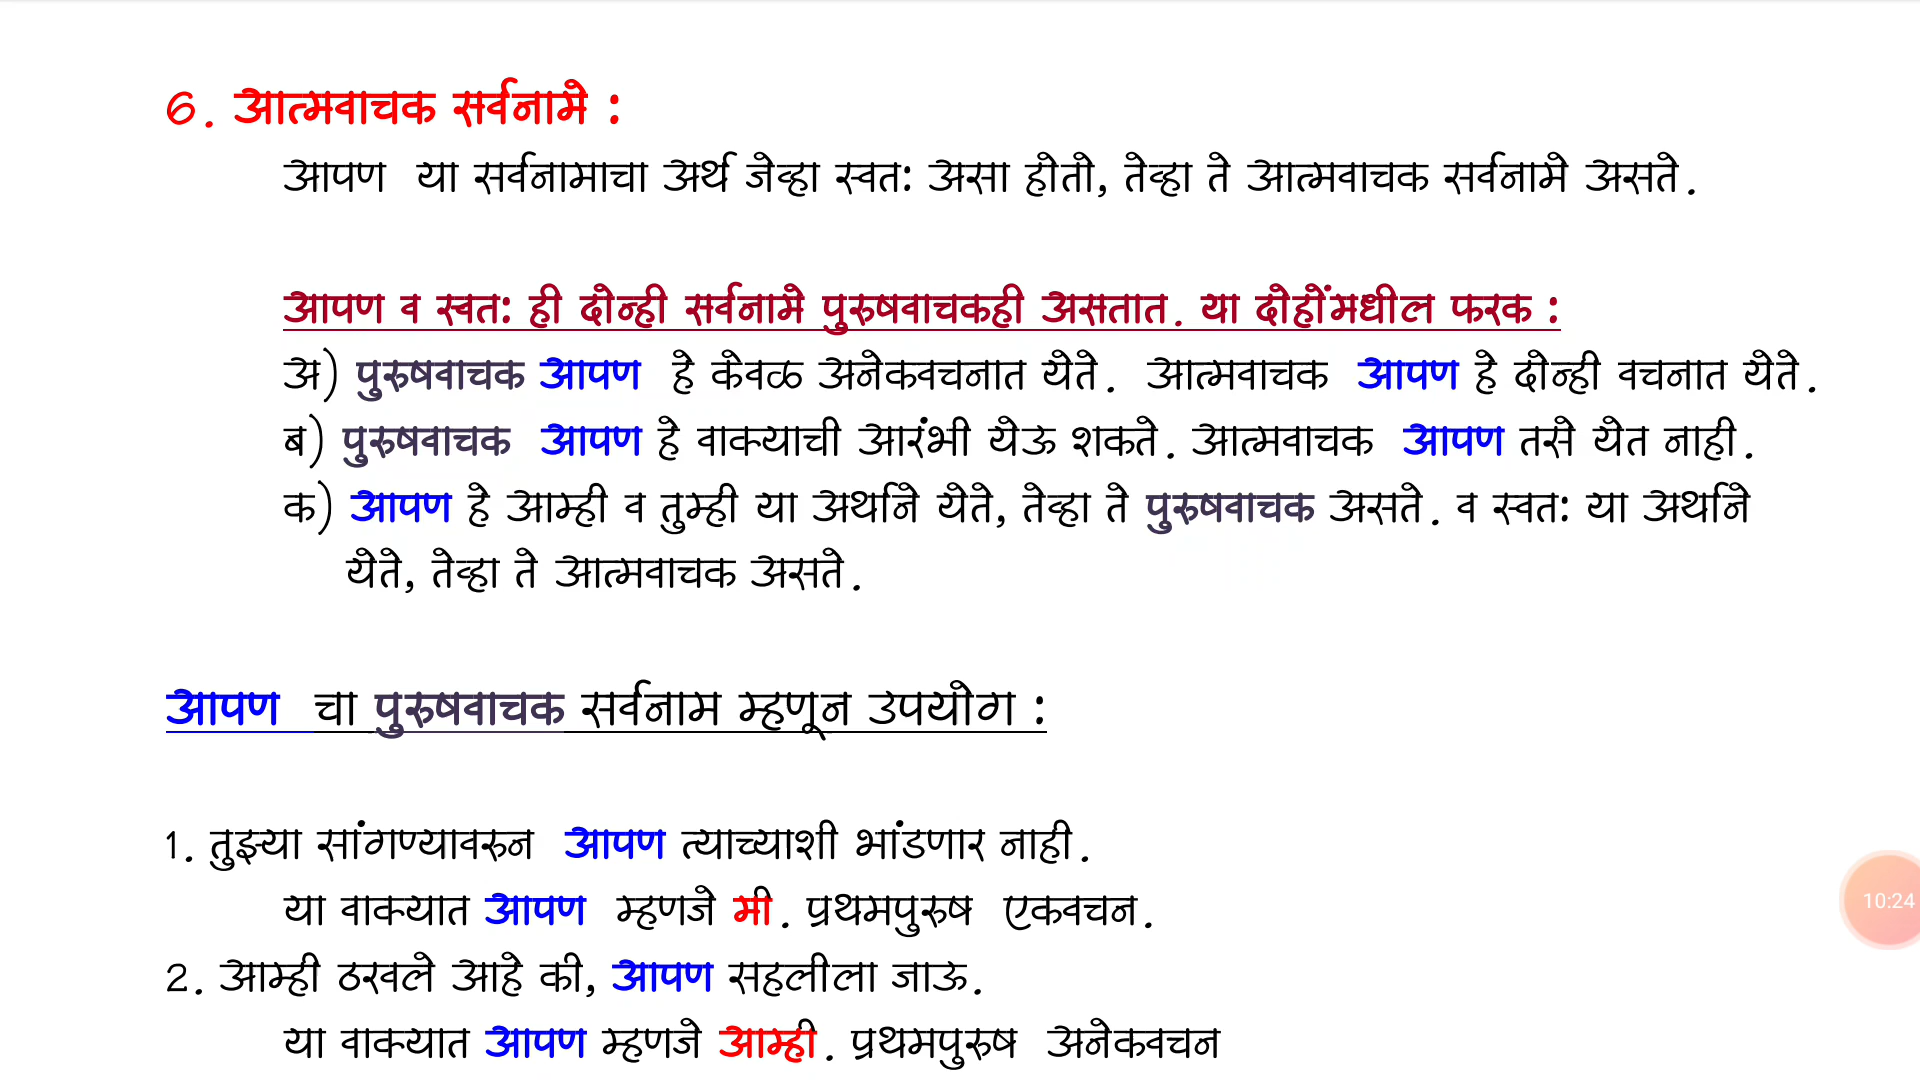 6. आत्मवाचक सर्वनामे :
आपण या सर्वनामाचा अर्थ जेव्हा स्वत: असा होतो, तेव्हा ते आत्मवाचक सर्वनामे असते.
आपण व स्वत: ही दोन्ही सर्वनामे पुरुषवाचकही असतात. या दोहोंमधील फरक :
अ) पुरुषवाचक आपण हे केवळ अनेकवचनात येते. आत्मवाचक आपण हे दोन्ही वचनात येते.
ब) पुरुषवाचक आपण हे वाक्याची आरंभी येऊ शकते. आत्मवाचक आपण तसे येत नाही.
क) आपण हे आम्ही व तुम्ही या अर्थाने येते, तेव्हा ते पुरुषवाचक असते. व स्वत: या अर्थाने
येते, तेव्हा ते आत्मवाचक असते.
आपण चा पुरुषवाचक सर्वनाम म्हणून उपयोग :
1. तुझ्या सांगण्यावरुन आपण त्याच्याशी भांडणार नाही.
या वाक्यात आपण म्हणजे मी. प्रथमपुरुष एकवचन.
2. आम्ही ठरवले आहे की, आपण सहलीला जाऊ.
या वाक्यात आपण म्हणजे आम्ही. प्रथमपुरुष अनेकवचन
10:24